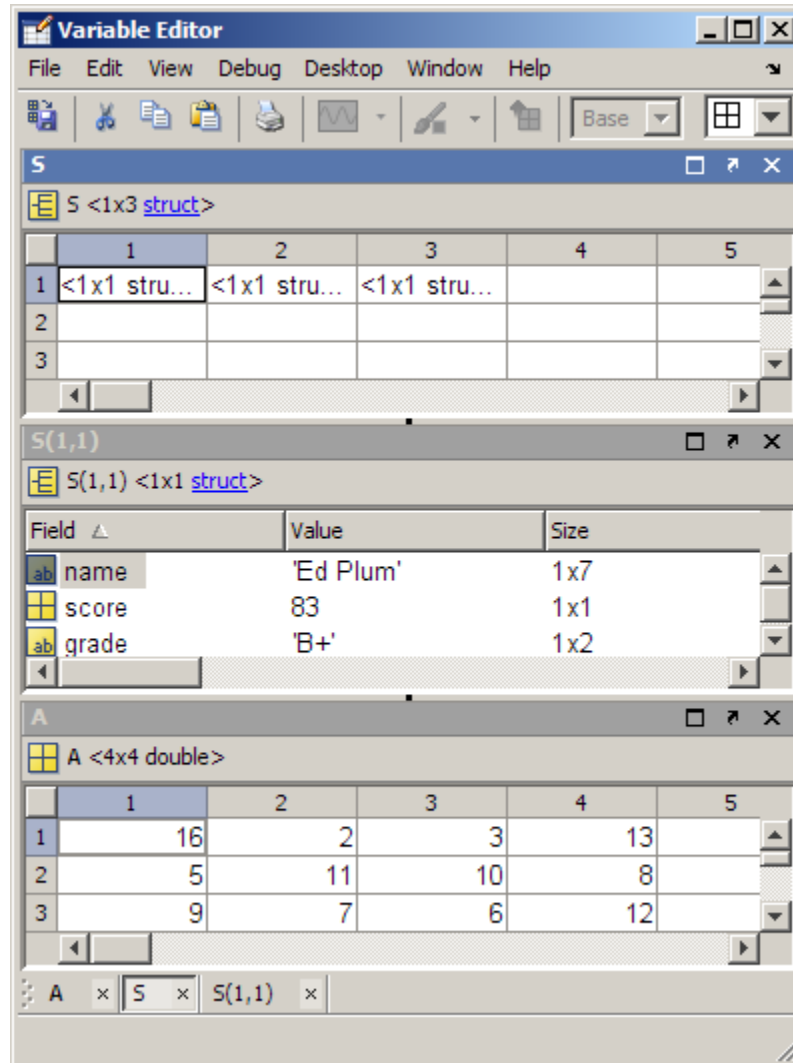 Variable Editor
File Edit View Debug Desktop Window Help
Base
S
S <1x3 struct>
1 2 3 4 5
1 <1x1 stru... <1x1 stru... <1x1 stru...
2
3
S(1,1)
S(1,1) <1x1 struct>
Field Value Size
ab name 'Ed Plum' 1x7
score 83 1x1
ab grade 'B+' 1x2
A
A <4x4 double>
1 2 3 4 5
1 16 2 3 13
2 5 11 10 8
3 9 7 6 12
A S S(1,1)